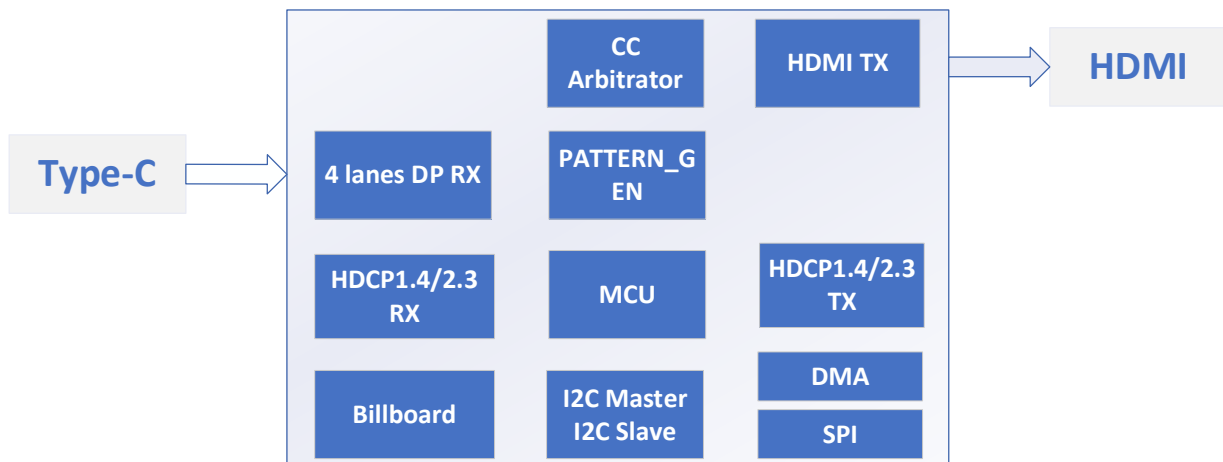 CC
Arbitrator
HDMI TX
HDMI
Type-C
4 lanes DP RX
PATTERN_G
EN
HDCP1.4/2.3
RX
MCU
HDCP1.4/2.3
TX
Billboard
I2C Master
I2C Slave
DMA
SPI